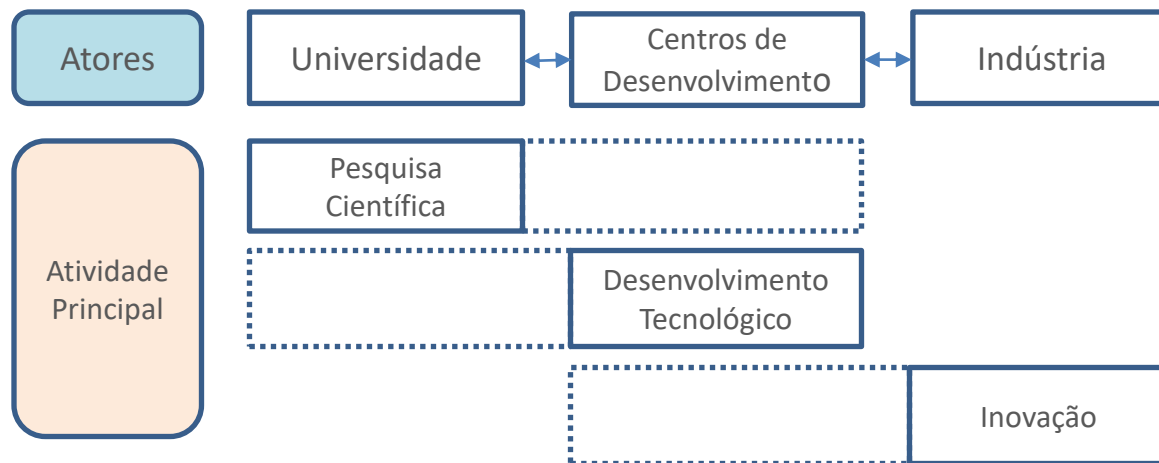 Atores
Universidade
Centros de
Desenvolvimento
Indústria
Pesquisa
Científica
Atividade
Principal
Desenvolvimento
Tecnológico
Inovação